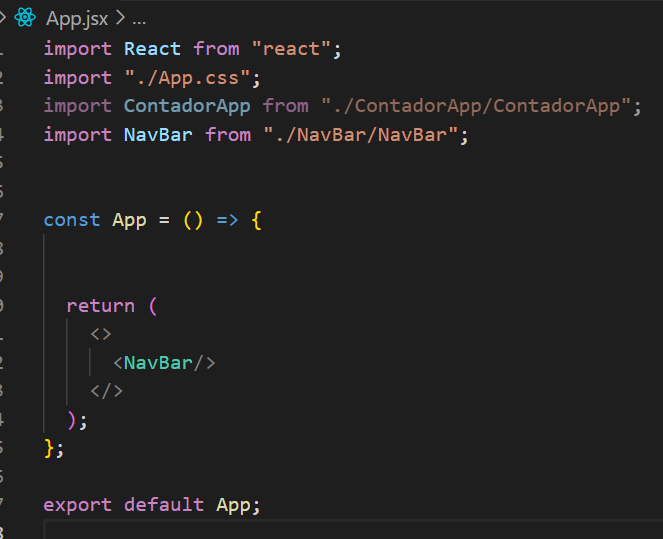 App.jsx > ...
import React from "react";
import "./App.css";
import ContadorApp from "./ContadorApp/ContadorApp";
import NavBar from "./NavBar/NavBar";
const App = () => {
return (
<>
<NavBar/>
</>
);
};
export default App;